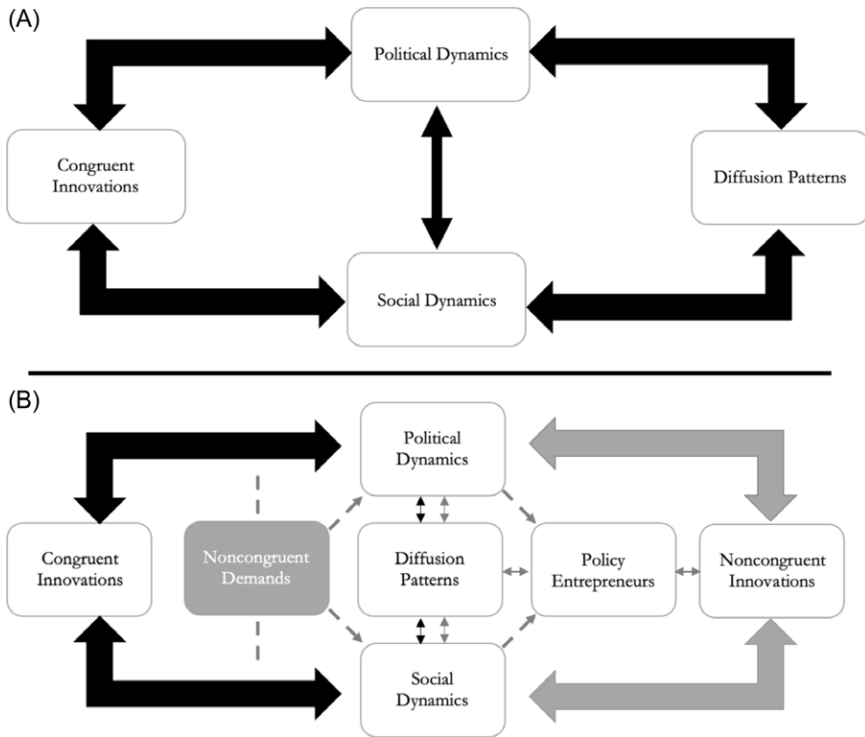 (A)
Political Dynamics
Congruent
Innovations
Diffusion Patterns
Social Dynamics
(B)
Political
Dynamics
Congruent
Innovations
Noncongruent
Demands
Diffusion
Patterns
Policy
Entrepreneurs
Noncongruent
Innovations
Social
Dynamics